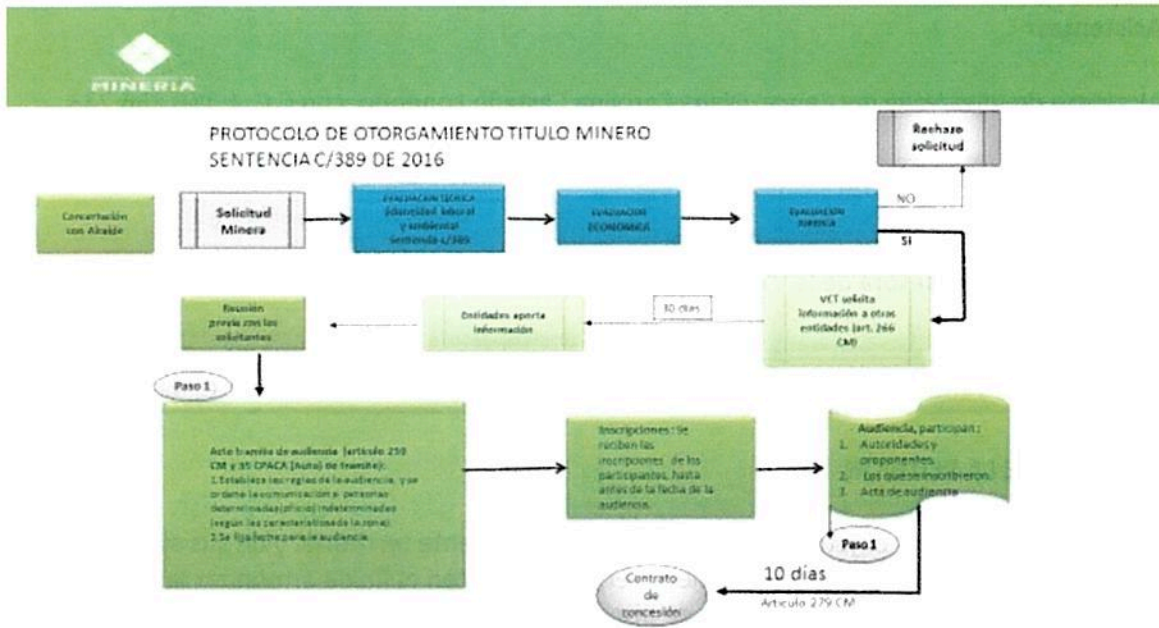 MINERIA
PROTOCOLO DE OTORGAMIENTO TITULO MINERO
SENTENCIA C/389 DE 2016
Rechazo
solicitud
Concertación
con Alcalde
Solicitud
Minera
EVALUACION TECNICA
(idoneidad laboral
y ambiental
Sentencia C/389
EVALUACION
ECONOMICA
EVALUACION
JURIDICA
NO
SI
Reunión
previa con los
solicitantes
Entidades aporta
información
30 días
VCT solicita
información a otras
entidades (art. 266
CM)
Paso 1
Acto tramite de audiencia (artículo 259
CM y 35 CPACA (Auto) de tramite):
1.Establece las reglas de la audiencia, y se
ordena la comunicación a personas
determinadas(oficio) indeterminadas
(según las características de la zona).
2.Se fija fecha para la audiencia.
Inscripciones: Se
reciben las
inscripciones de los
participantes, hasta
antes de la fecha de la
audiencia.
Audiencia, participan :
1. Autoridades y
proponentes.
2. Los que se inscribieron.
3. Acta de audiencia
Paso 1
10 días
Articulo 279 CM
Contrato
de
concesión